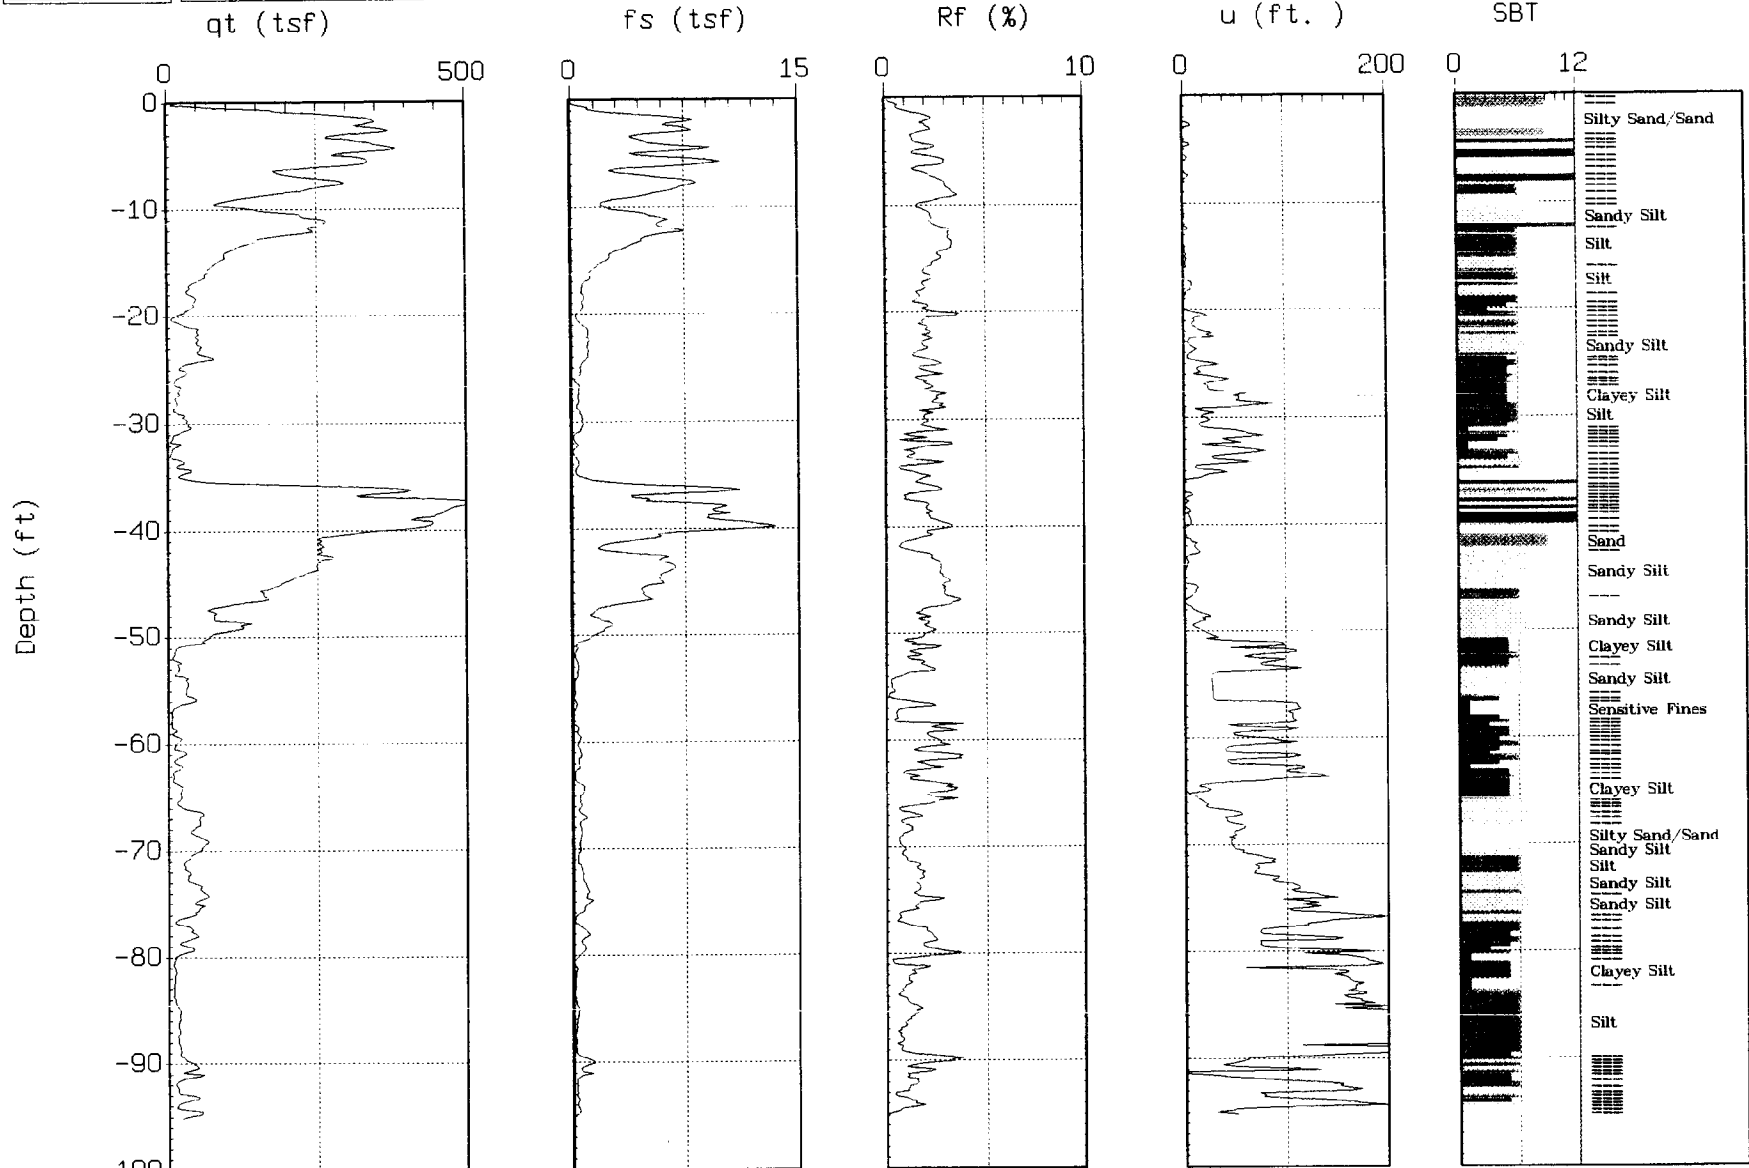 qt (tsf)
fs (tsf)
Rf (%)
u (ft. )
SBT
0 500
0 15
0 10
0 200
0 12
Depth (ft)
0
-10
-20
-30
-40
-50
-60
-70
-80
-90
Silty Sand/Sand
Sandy Silt
Silt
Silt
Sandy Silt
Clayey Silt
Silt
Sand
Sandy Silt
Sandy Silt
Clayey Silt
Sandy Silt
Sensitive Fines
Clayey Silt
Silty Sand/Sand
Sandy Silt
Silt
Sandy Silt
Sandy Silt
Clayey Silt
Silt